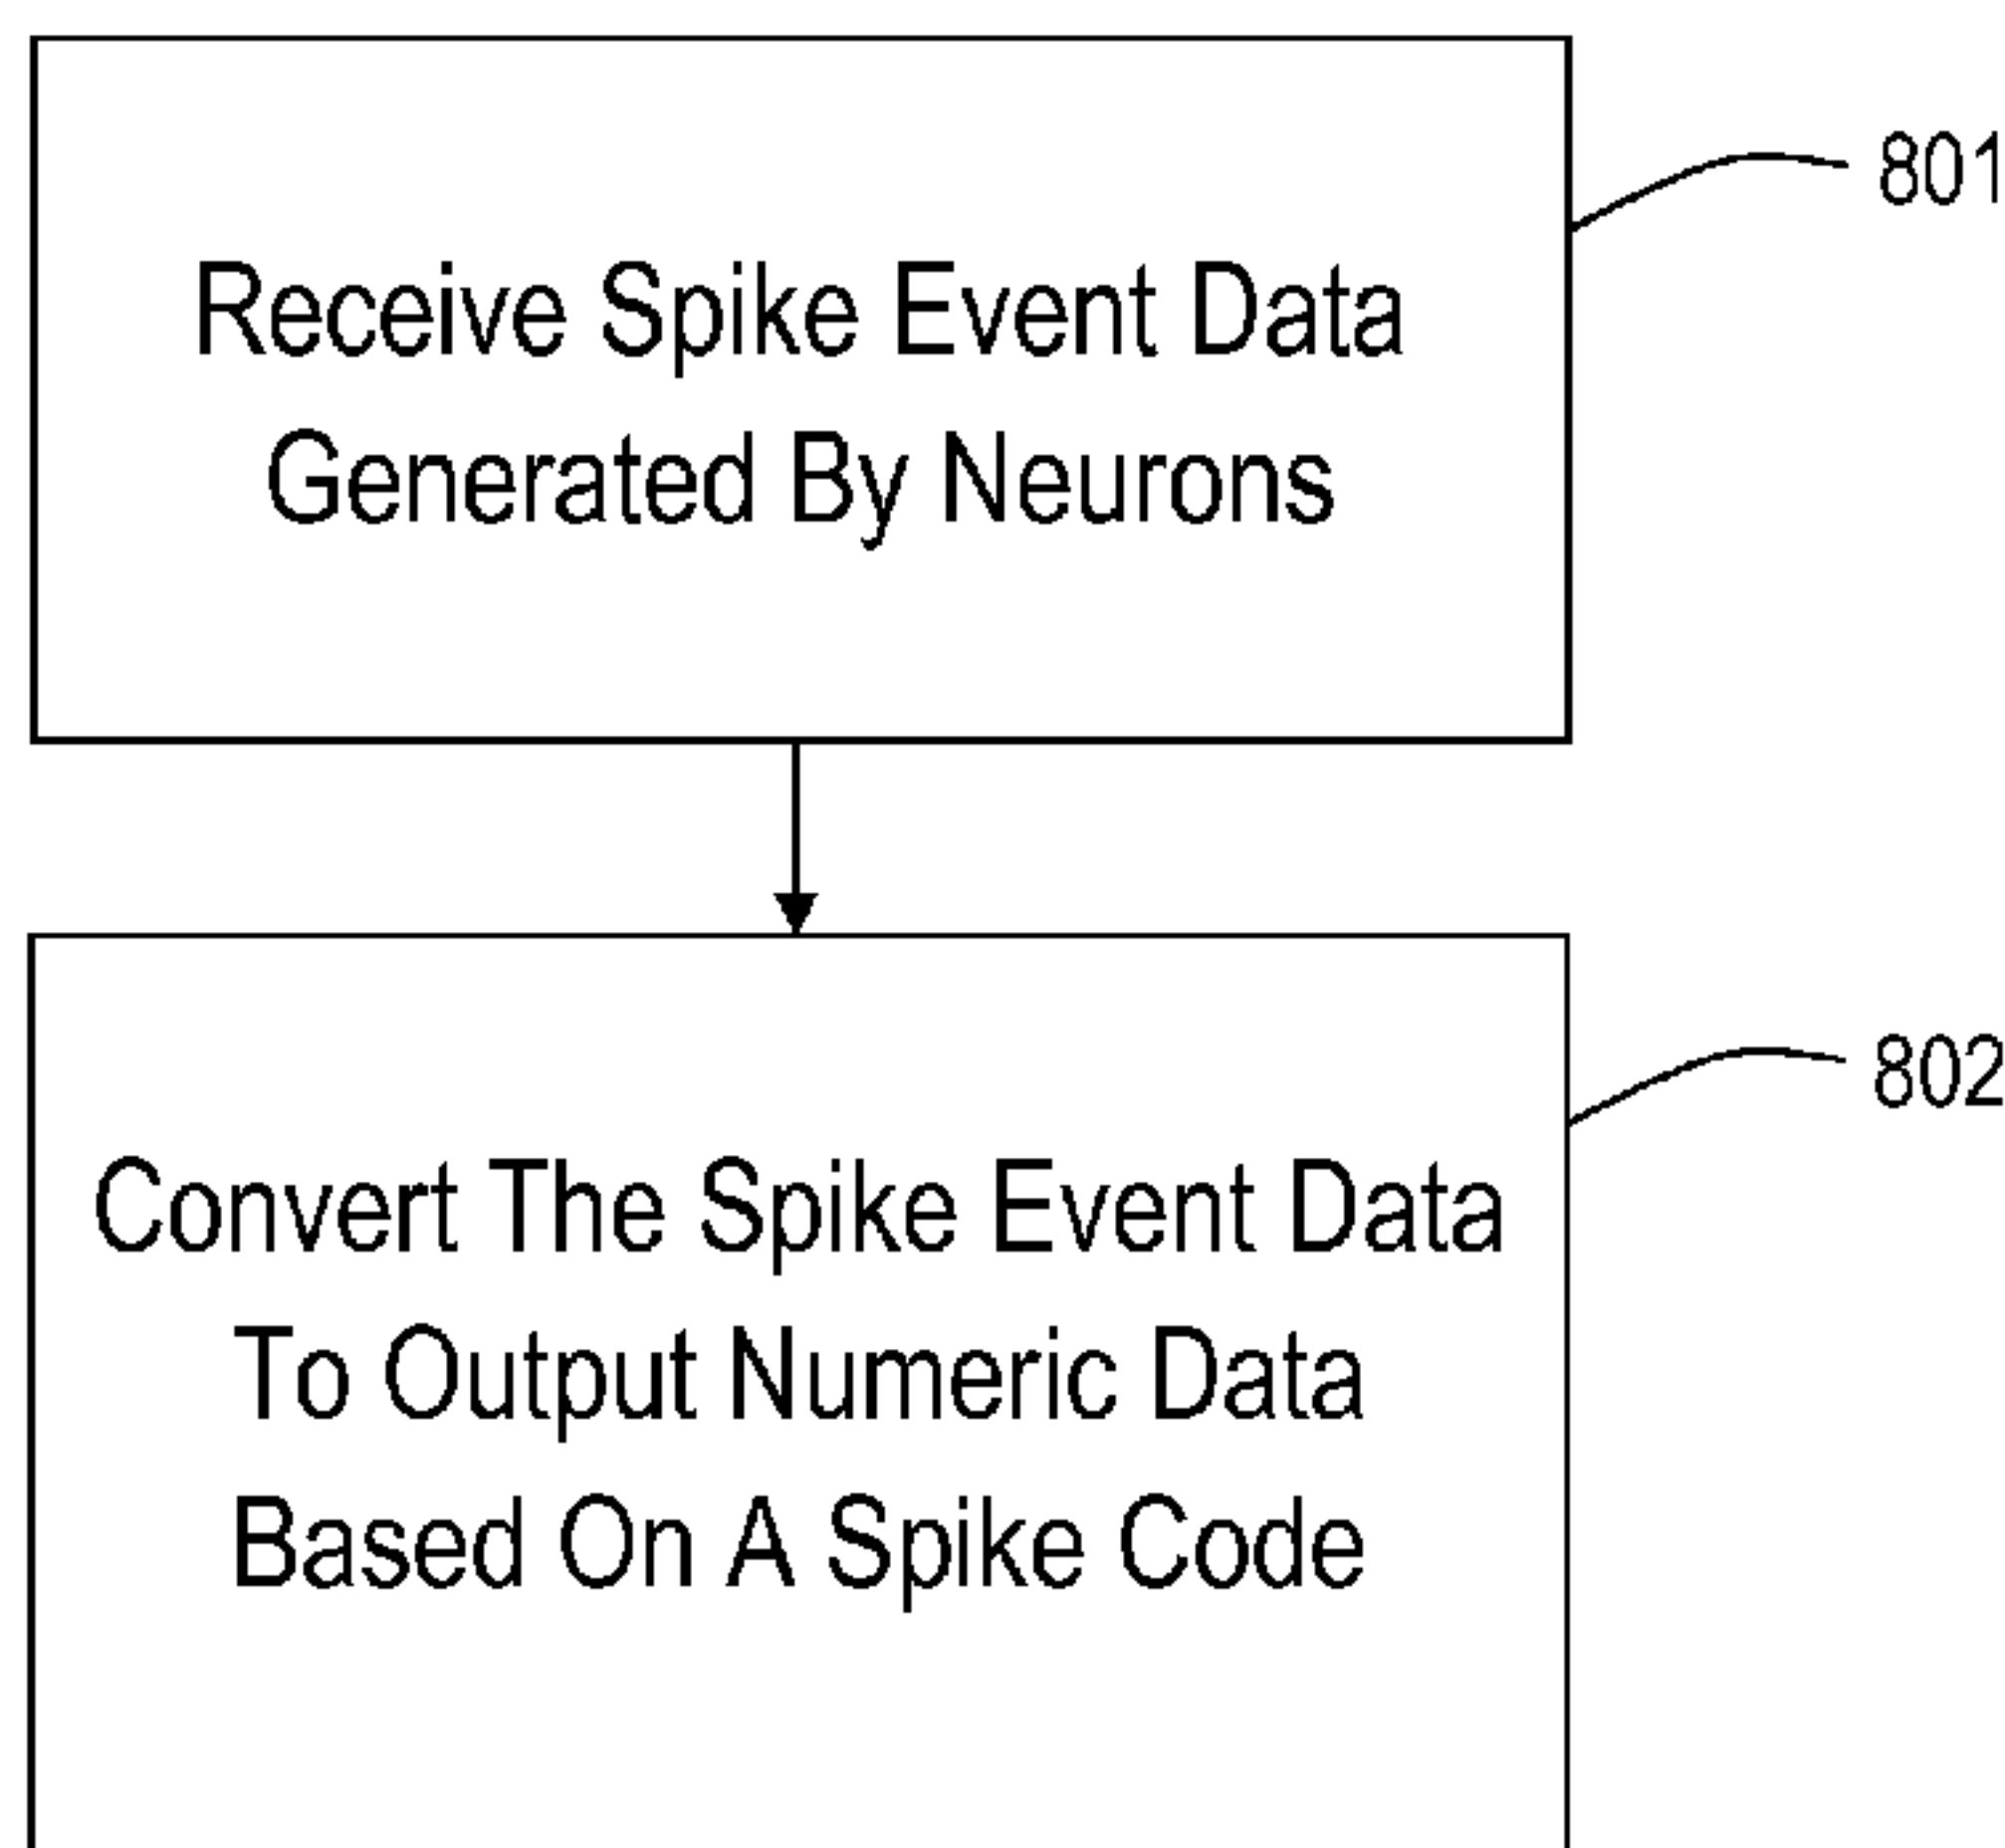 801
Receive Spike Event Data
Generated By Neurons
802
Convert The Spike Event Data
To Output Numeric Data
Based On A Spike Code